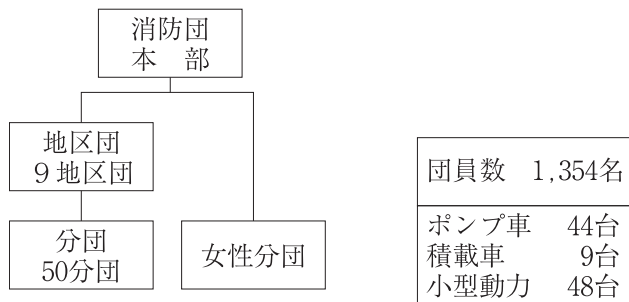 消防団
本　部
地区団
９地区団
分団
50分団
女性分団
団員数　1,354名
ポンプ車　44台
積載車　9台
小型動力　48台